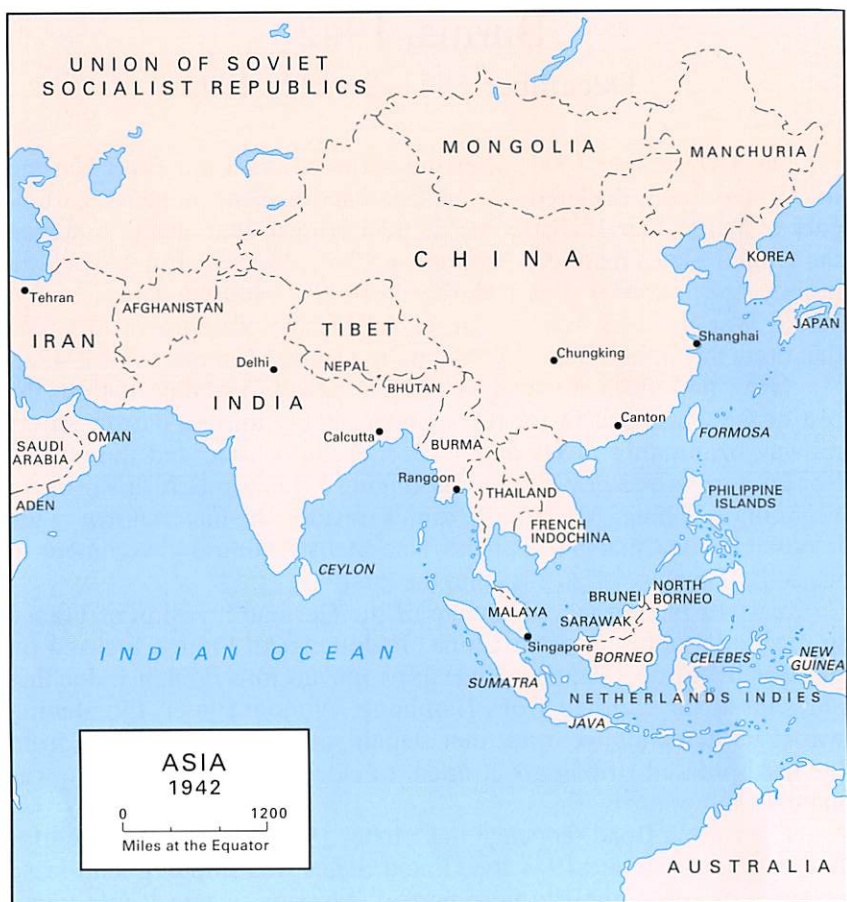 UNION OF SOVIET
SOCIALIST REPUBLICS
MONGOLIA
MANCHURIA
CHINA
KOREA
Tehran
AFGHANISTAN
JAPAN
IRAN
TIBET
Shanghai
Delhi
NEPAL
Chungking
BHUTAN
INDIA
Canton
FORMOSA
OMAN
Calcutta
BURMA
SAUDI
ARABIA
Rangoon
THAILAND
PHILIPPINE
ISLANDS
ADEN
FRENCH
INDOCHINA
CEYLON
BRUNEI
NORTH
BORNEO
MALAYA
SARAWAK
Singapore
INDIAN OCEAN
BORNEO
CELEBES
NEW
GUINEA
SUMATRA
NETHERLANDS INDIES
JAVA
ASIA
1942
0 1200
Miles at the Equator
AUSTRALIA